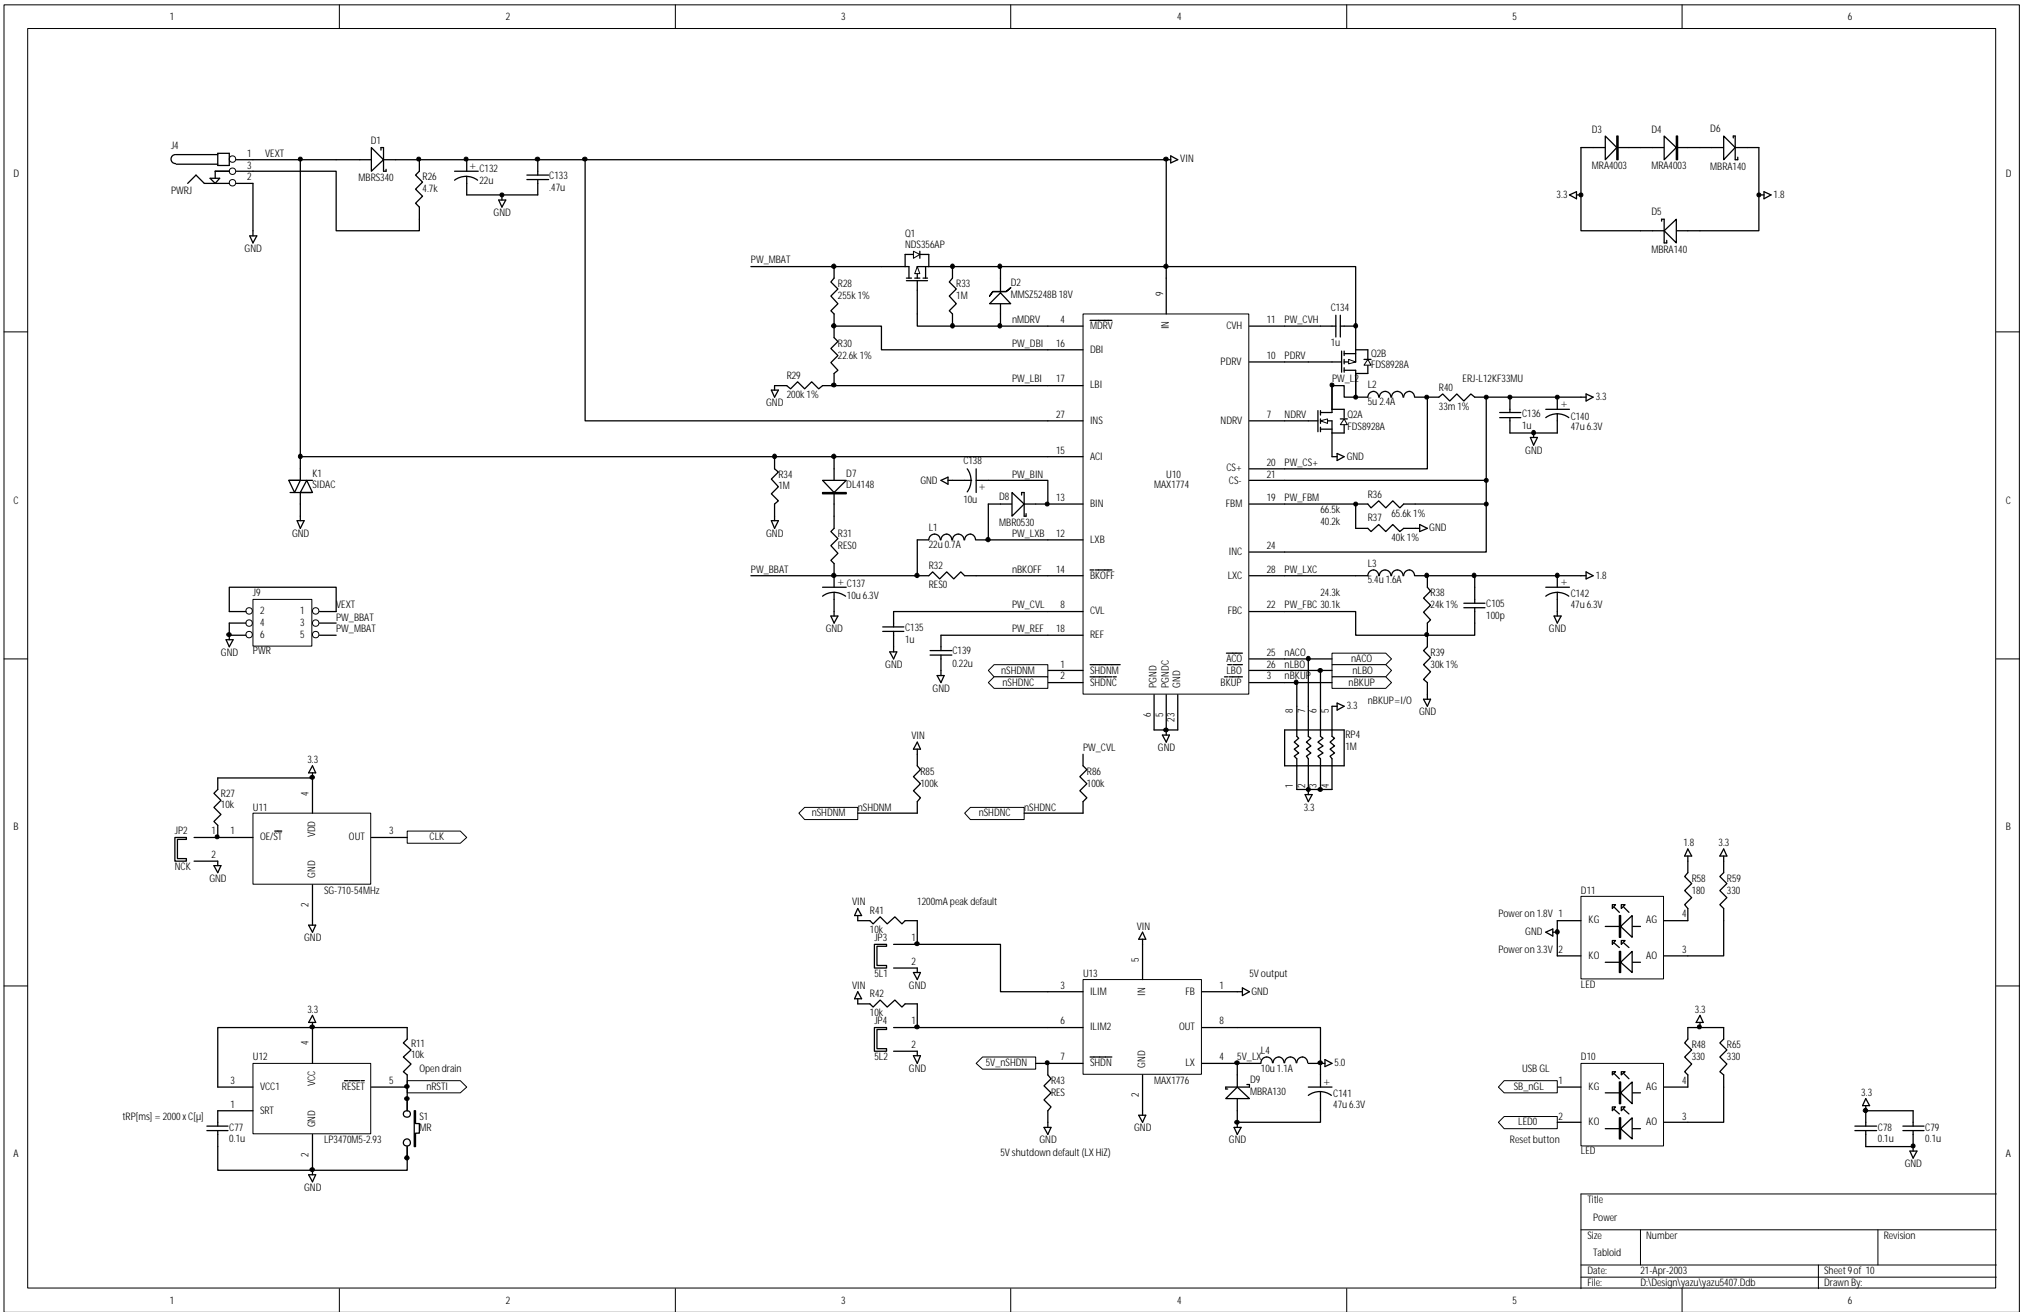 1 2 3 4 5 6
D
C
B
A
D
C
B
A
1 2 3 4 5 6
J4
PWRJ
1 VEXT
3
2
GND
D1
MBRS340
R26
4.7k
+ C132
22u
C133
.47u
GND
VIN
D3
MRA4003
D4
MRA4003
D6
MBRA140
3.3
1.8
D5
MBRA140
Q1
NDS356AP
PW_MBAT
R28
255k 1%
R33
1M
D2
MMSZ5248B 18V
R30
22.6k 1%
R29
200k 1%
GND
nMDRV 4
PW_DBI 16
PW_LBI 17
27
15
PW_BIN 13
PW_LXB 12
nBKOFF 14
PW_CVL 8
PW_REF 18
1
2
9
MDRV
DBI
LBI
INS
ACI
BIN
LXB
BKOFF
CVL
REF
SHDNM
SHDNC
IN
U10
MAX1774
PGND
PGNDC
GND
6
5
23
GND
CVH
PDRV
NDRV
CS+
CS-
FBM
INC
LXC
FBC
ACO
LBO
BKUP
11 PW_CVH
10 PDRV
7 NDRV
20 PW_CS+
21
19 PW_FBM
66.5k
40.2k
24
28 PW_LXC
24.3k
22 PW_FBC 30.1k
25 nACO
26 nLBO
3 nBKUP
nACO
nLBO
nBKUP
nBKUP=I/O
C134
1u
Q2B
FDS8928A
Q2A
FDS8928A
GND
L2
5u 2.4A
R40
33m 1%
ERJ-L12KF33MU
3.3
C136
1u
+
C140
47u 6.3V
GND
R36
65.6k 1%
R37
40k 1%
GND
L3
5.4u 1.6A
1.8
R38
24k 1%
C105
100p
+
C142
47u 6.3V
GND
R39
30k 1%
GND
8 7 6 5
3.3
RP4
1M
1 2 3 4
3.3
K1
SIDAC
GND
R34
1M
GND
D7
DL4148
R31
RES0
PW_BBAT
+ C137
10u 6.3V
GND
C138
GND
10u
+
D8
MBR0530
L1
22u 0.7A
R32
RES0
C135
1u
GND
C139
0.22u
GND
nSHDNM
nSHDNC
J9
2 1
4 3
6 5
PWR
VEXT
PW_BBAT
PW_MBAT
GND
VIN
R85
100k
nSHDNM
nSHDNM
PW_CVL
R86
100k
nSHDNC
nSHDNC
3.3
R27
10k
4
U11
JP2
1
1
2
NCK
GND
OE/ST
VDD
GND
OUT
3
CLK
SG-710-54MHz
2
GND
VIN
R41
10k
1200mA peak default
JP3
1
2
5L1
GND
VIN
R42
10k
JP4
1
2
5L2
GND
VIN
5
U13
3
ILIM
6
ILIM2
7
SHDN
IN
GND
FB
OUT
LX
1
8
4
5V output
GND
5V_nSHDN
R43
RES
GND
5V shutdown default (LX HiZ)
MAX1776
2
GND
5V_LX
L4
10u 1.1A
5.0
D9
MBRA130
GND
+
C141
47u 6.3V
1.8
3.3
R58
180
R59
330
D11
Power on 1.8V 1
GND
Power on 3.3V 2
KG
KO
AG
AO
4
3
LED
3.3
R48
330
R65
330
D10
USB GL
SB_nGL
1
LED0
2
Reset button
KG
KO
AG
AO
4
3
LED
3.3
C78
0.1u
C79
0.1u
GND
3.3
4
U12
R11
10k
Open drain
nRSTI
3
VCC1
1
SRT
VCC
GND
RESET
5
tRP[ms] = 2000 x C[µ]
C77
0.1u
LP3470M5-2.93
2
S1
MR
GND
Title
Power
Size
Tabloid
Number
Revision
Date: 21-Apr-2003
Sheet 9 of 10
File: D:\Design\yazu\yazu5407.Ddb
Drawn By: